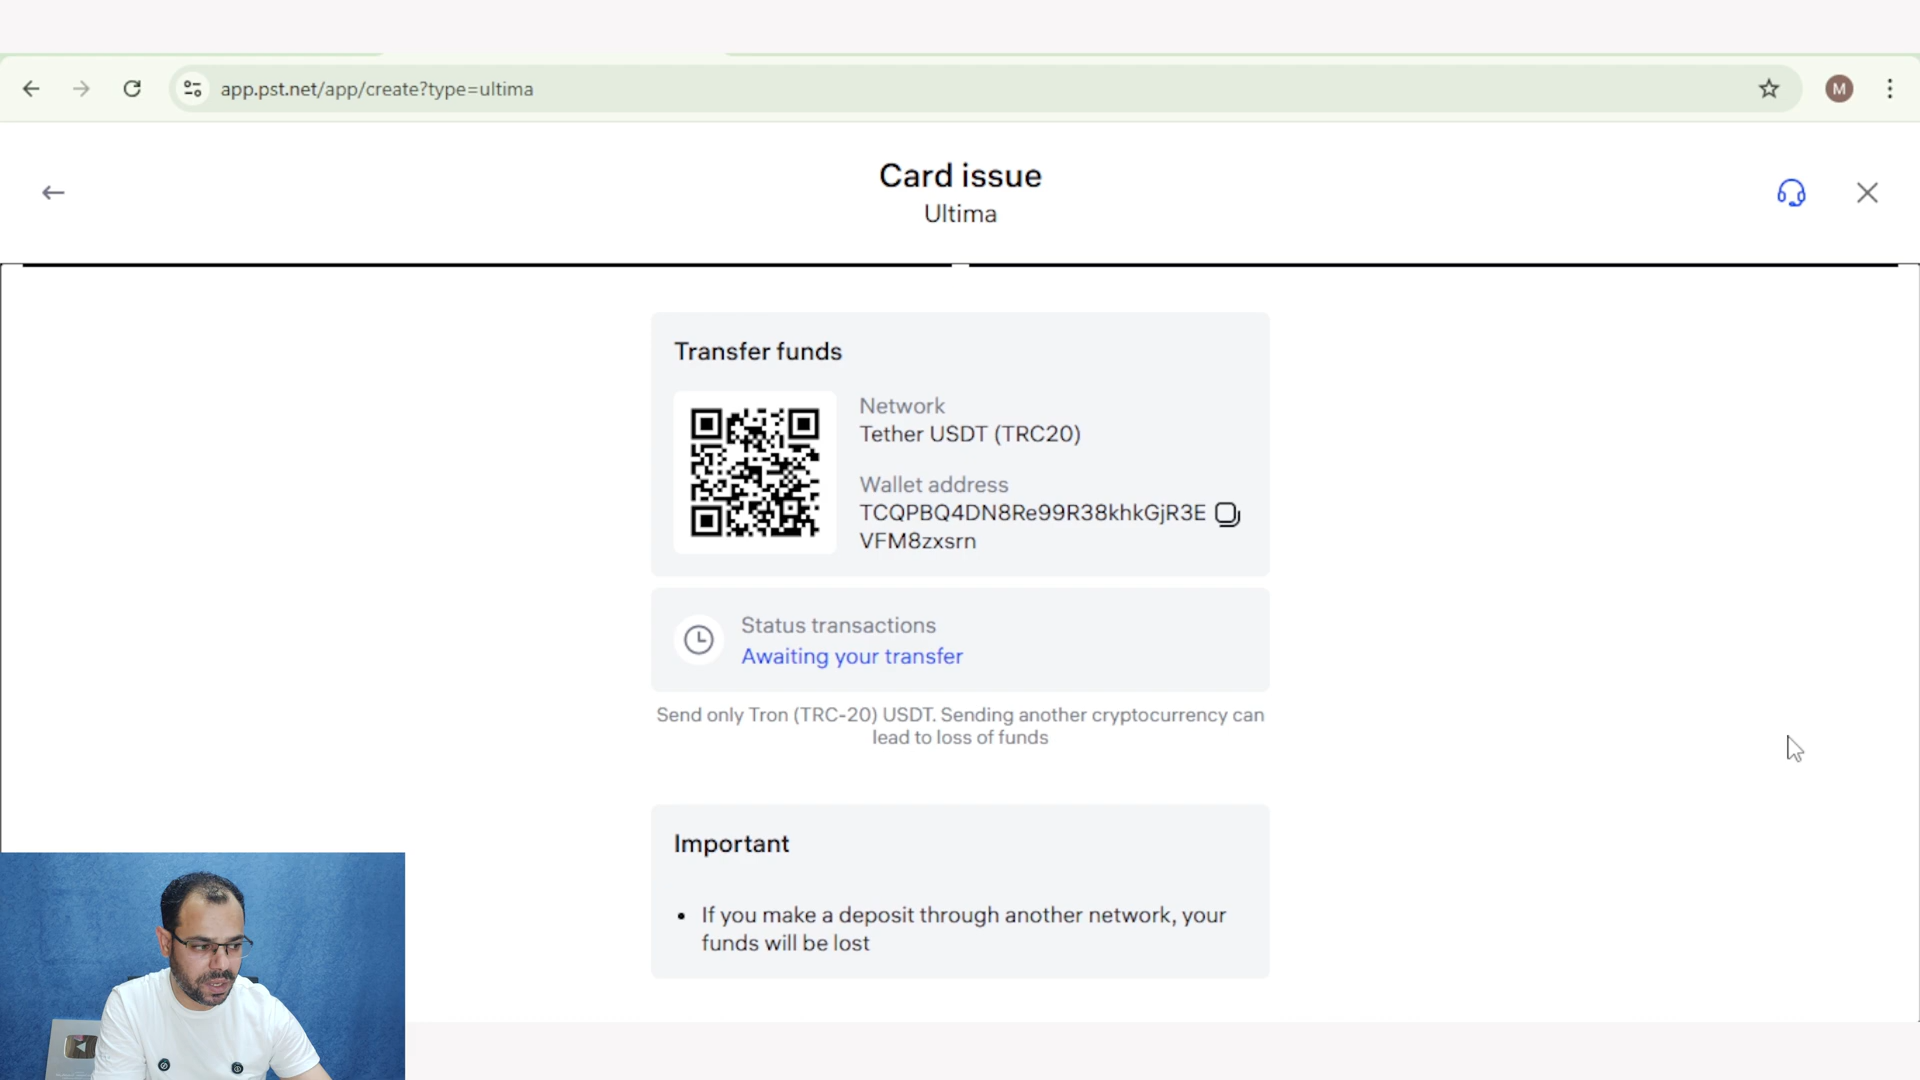 app.pst.net/app/create?type=ultima
M
Card issue
Ultima
Transfer funds
Network
Tether USDT (TRC20)
Wallet address
TCQPBQ4DN8Re99R38khkGjR3E
VFM8zxsrn
Status transactions
Awaiting your transfer
Send only Tron (TRC-20) USDT. Sending another cryptocurrency can
lead to loss of funds
Important
• If you make a deposit through another network, your
funds will be lost